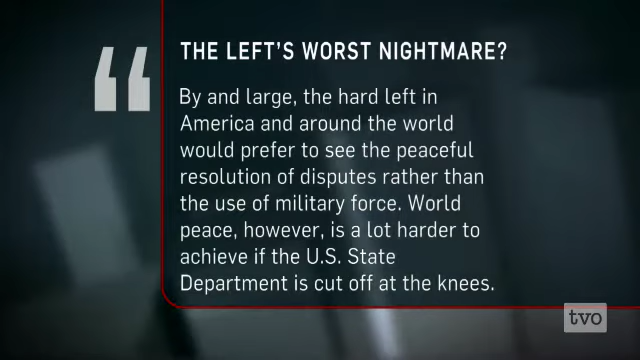 “
THE LEFT'S WORST NIGHTMARE?
By and large, the hard left in
America and around the world
would prefer to see the peaceful
resolution of disputes rather than
the use of military force. World
peace, however, is a lot harder to
achieve if the U.S. State
Department is cut off at the knees.
tvo